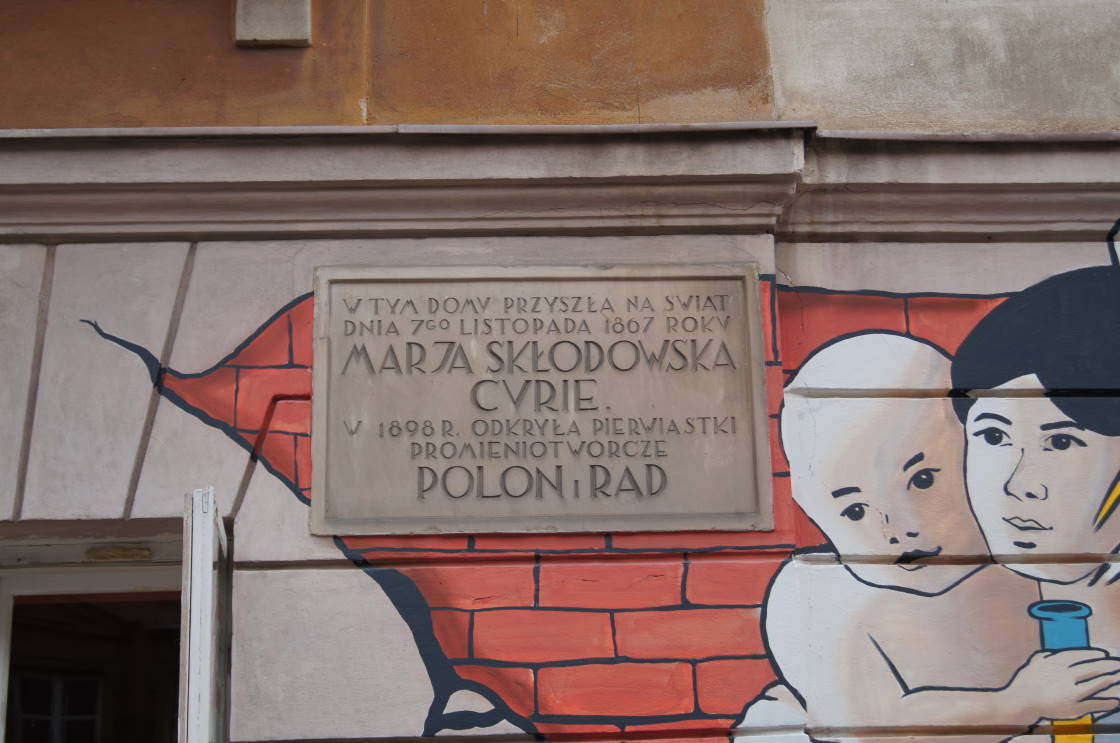 W TYM DOMV PRZYSZŁA NA SWIAT
DNIA 7GO LISTOPADA 1867 ROKV
MARJA SKŁODOWSKA
CVRIE.
W 1898 R. ODKRYŁA PIERWIASTKI
PROMIENIOTWORCZE
POLON i RAD